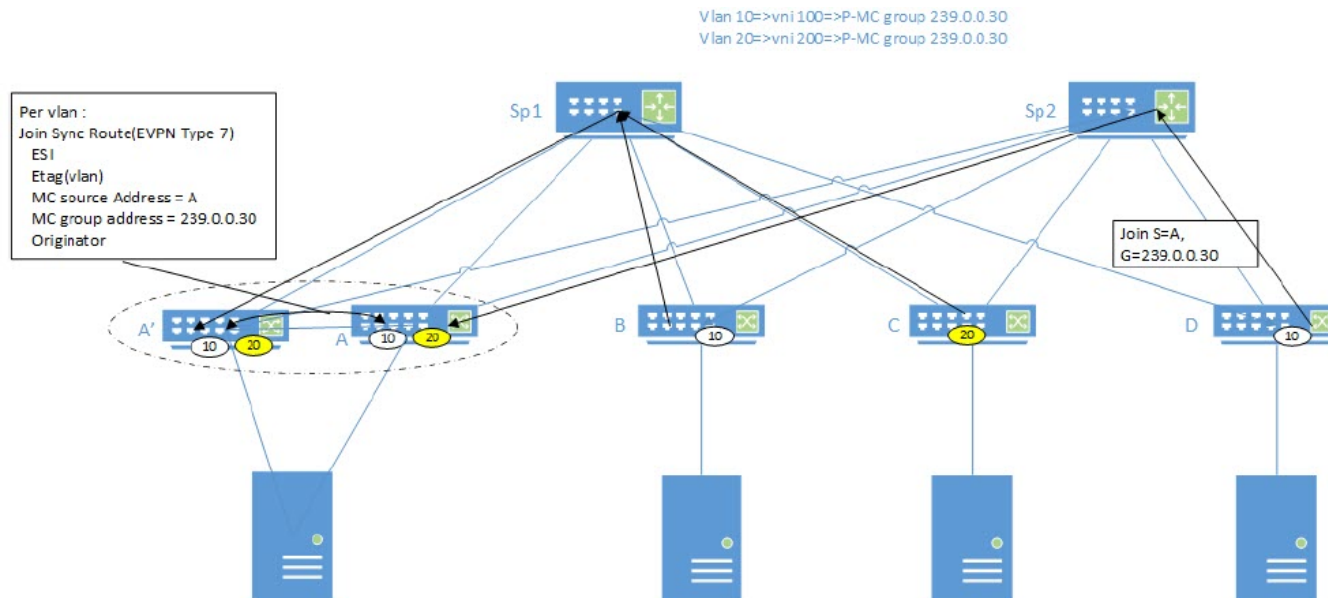 Vlan 10=>vni 100=>P-MC group 239.0.0.30
Vlan 20=>vni 200=>P-MC group 239.0.0.30
Per vlan :
Join Sync Route(EVPN Type 7)
ESI
Etag(vlan)
MC source Address = A
MC group address = 239.0.0.30
Originator
Sp1
Sp2
Join S=A,
G=239.0.0.30
A'
10
20
A
10
20
B
10
C
20
D
10